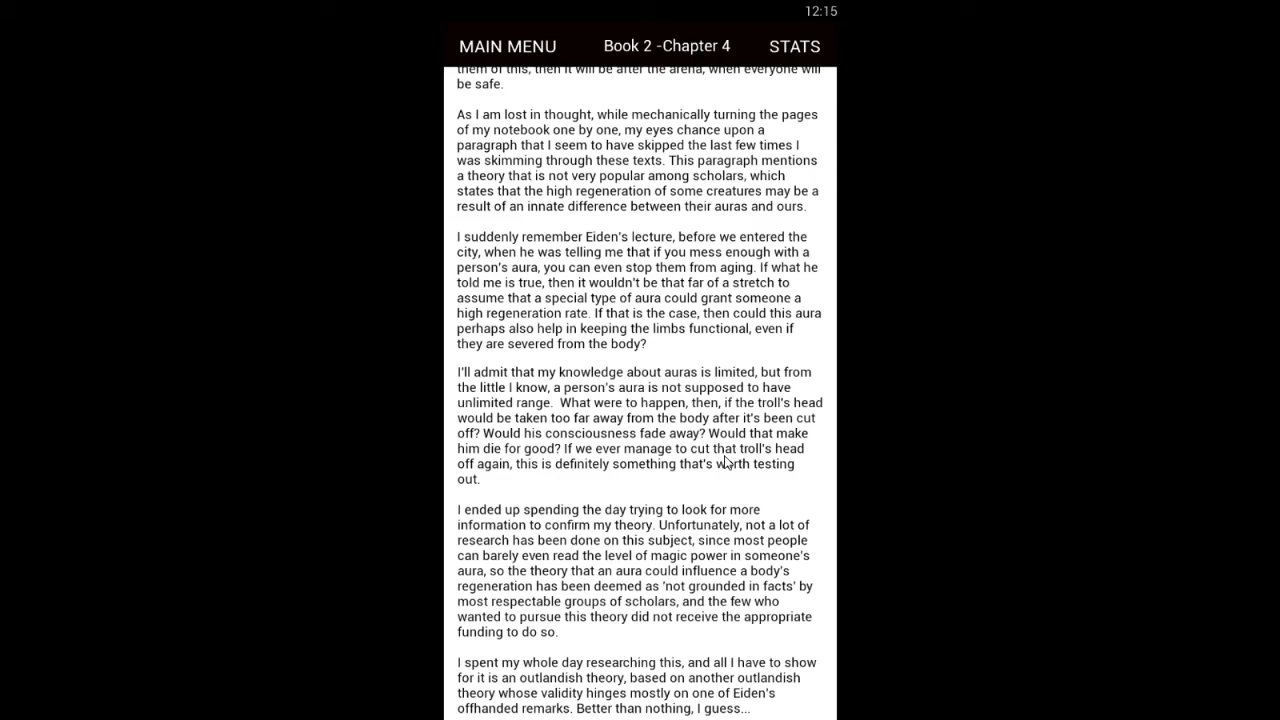 12:15
MAIN MENU Book 2 -Chapter 4 STATS
them of this, then it will be after the arena, when everyone will
be safe.
As I am lost in thought, while mechanically turning the pages
of my notebook one by one, my eyes chance upon a
paragraph that I seem to have skipped the last few times I
was skimming through these texts. This paragraph mentions
a theory that is not very popular among scholars, which
states that the high regeneration of some creatures may be a
result of an innate difference between their auras and ours.
I suddenly remember Eiden's lecture, before we entered the
city, when he was telling me that if you mess enough with a
person's aura, you can even stop them from aging. If what he
told me is true, then it wouldn't be that far of a stretch to
assume that a special type of aura could grant someone a
high regeneration rate. If that is the case, then could this aura
perhaps also help in keeping the limbs functional, even if
they are severed from the body?
I'll admit that my knowledge about auras is limited, but from
the little I know, a person's aura is not supposed to have
unlimited range.  What were to happen, then, if the troll's head
would be taken too far away from the body after it's been cut
off? Would his consciousness fade away? Would that make
him die for good? If we ever manage to cut that troll's head
off again, this is definitely something that's worth testing
out.
I ended up spending the day trying to look for more
information to confirm my theory. Unfortunately, not a lot of
research has been done on this subject, since most people
can barely even read the level of magic power in someone's
aura, so the theory that an aura could influence a body's
regeneration has been deemed as 'not grounded in facts' by
most respectable groups of scholars, and the few who
wanted to pursue this theory did not receive the appropriate
funding to do so.
I spent my whole day researching this, and all I have to show
for it is an outlandish theory, based on another outlandish
theory whose validity hinges mostly on one of Eiden's
offhanded remarks. Better than nothing, I guess...